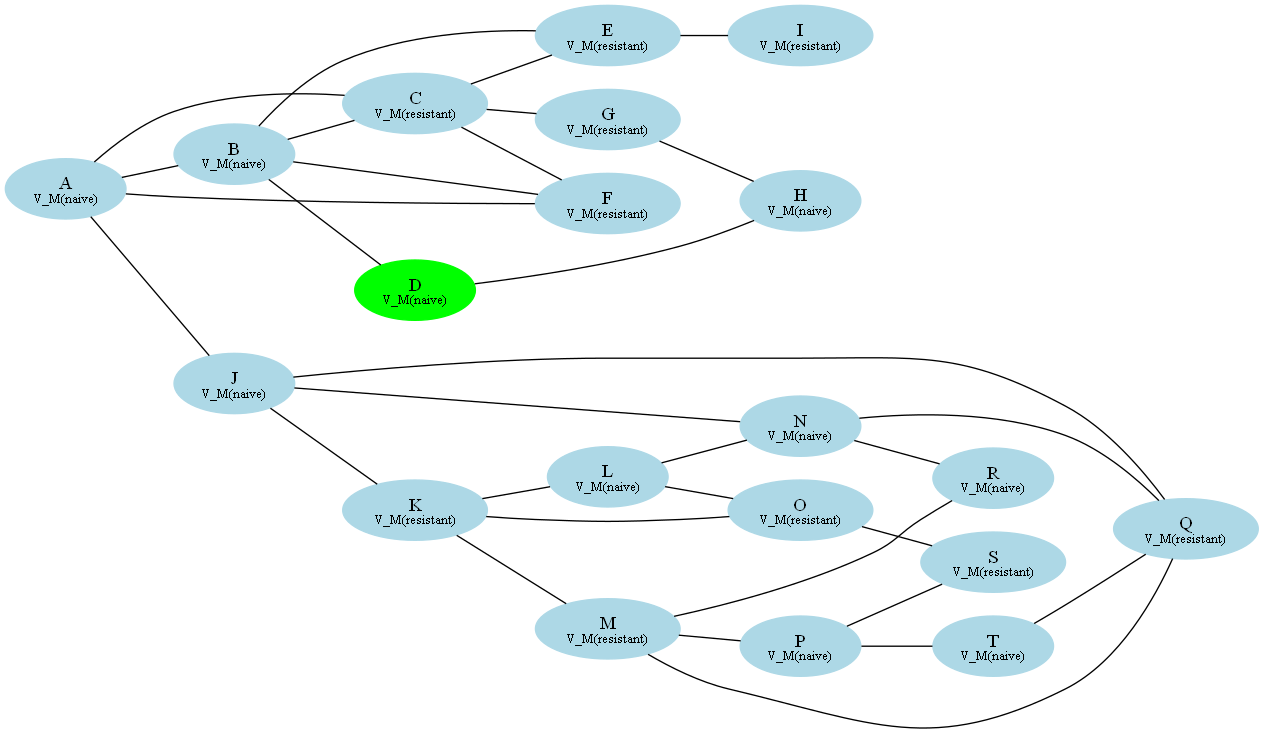 A
V_M(naive)
B
V_M(naive)
C
V_M(resistant)
E
V_M(resistant)
I
V_M(resistant)
G
V_M(resistant)
F
V_M(resistant)
H
V_M(naive)
D
V_M(naive)
J
V_M(naive)
K
V_M(resistant)
L
V_M(naive)
N
V_M(naive)
O
V_M(resistant)
M
V_M(resistant)
P
V_M(naive)
R
V_M(naive)
S
V_M(resistant)
T
V_M(naive)
Q
V_M(resistant)